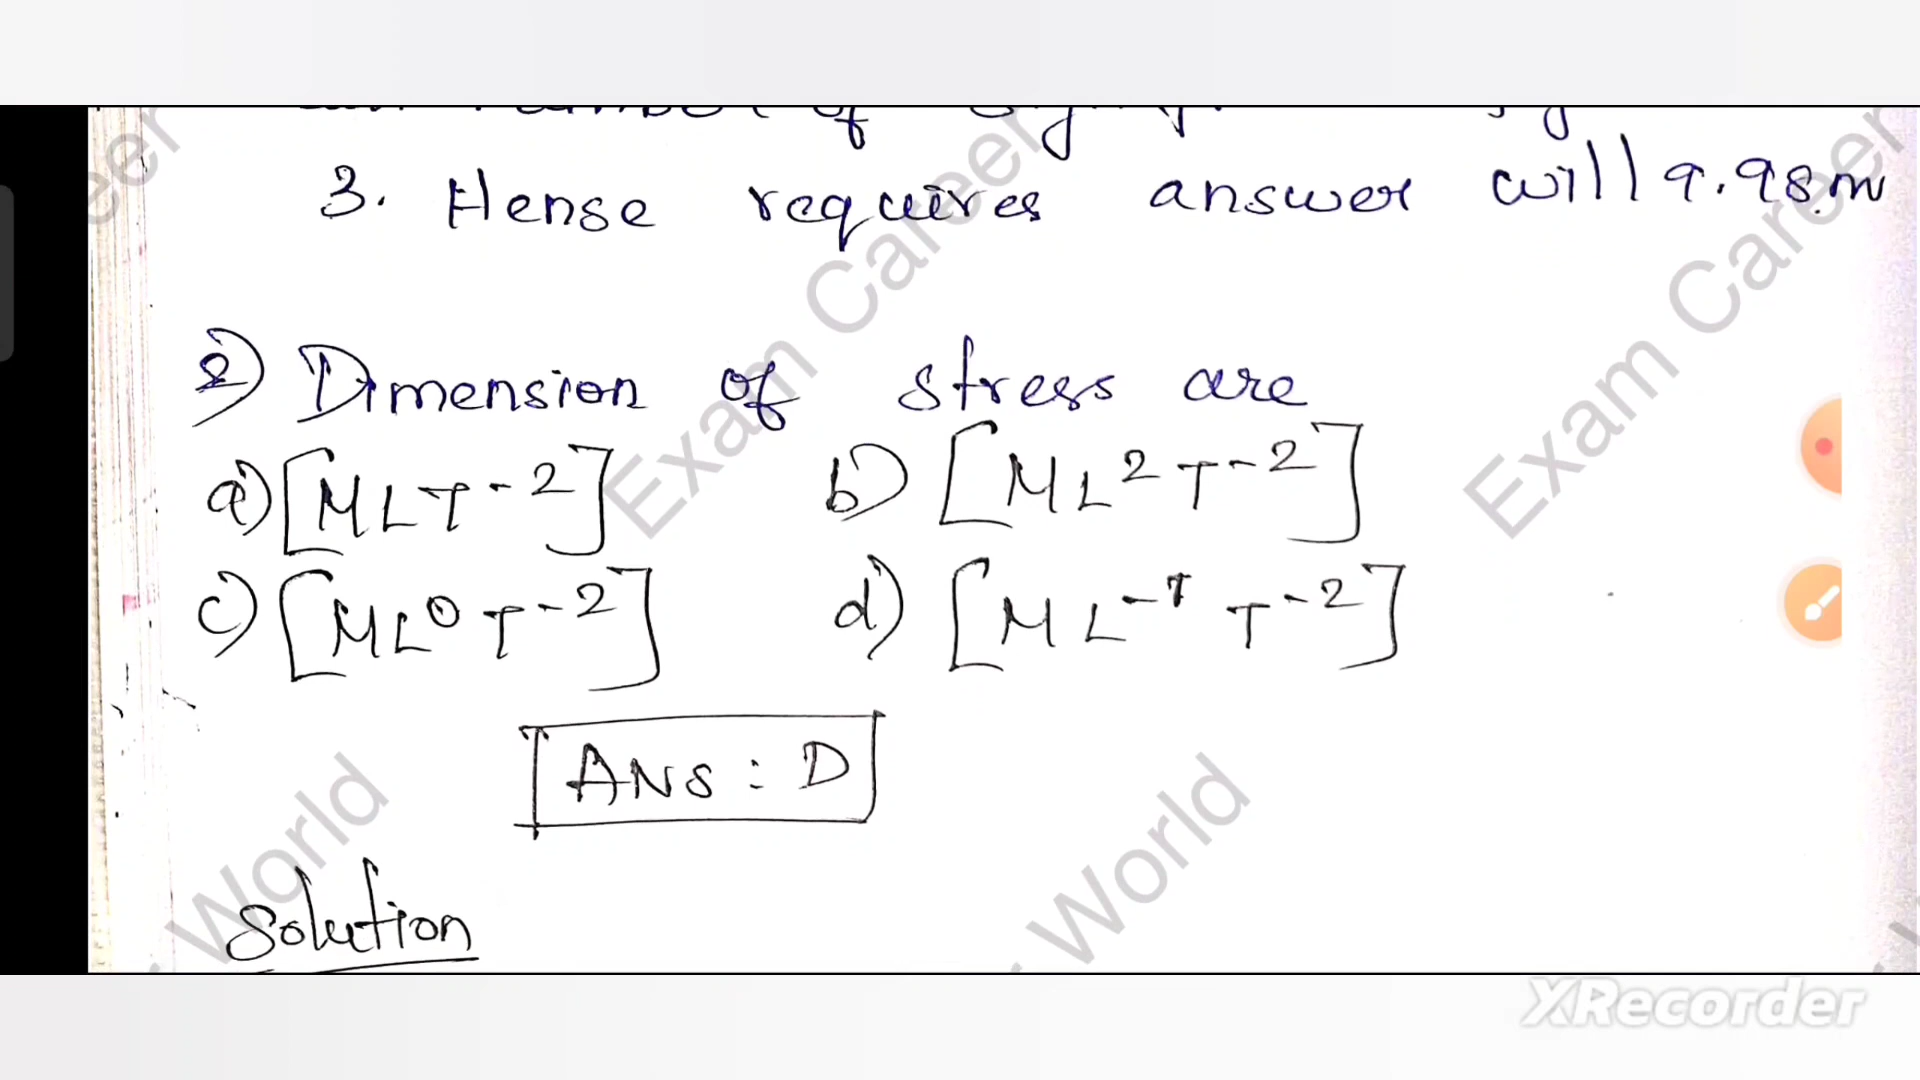 3. Hense requires answer will 9.98m
2) Dimension of stress are
a) [MLT-2] b) [ML2T-2]
c) [ML0T-2] d) [ML-1T-2]
ANS : D
Solution
Exam Career
Exam Career
World
World
XRecorder